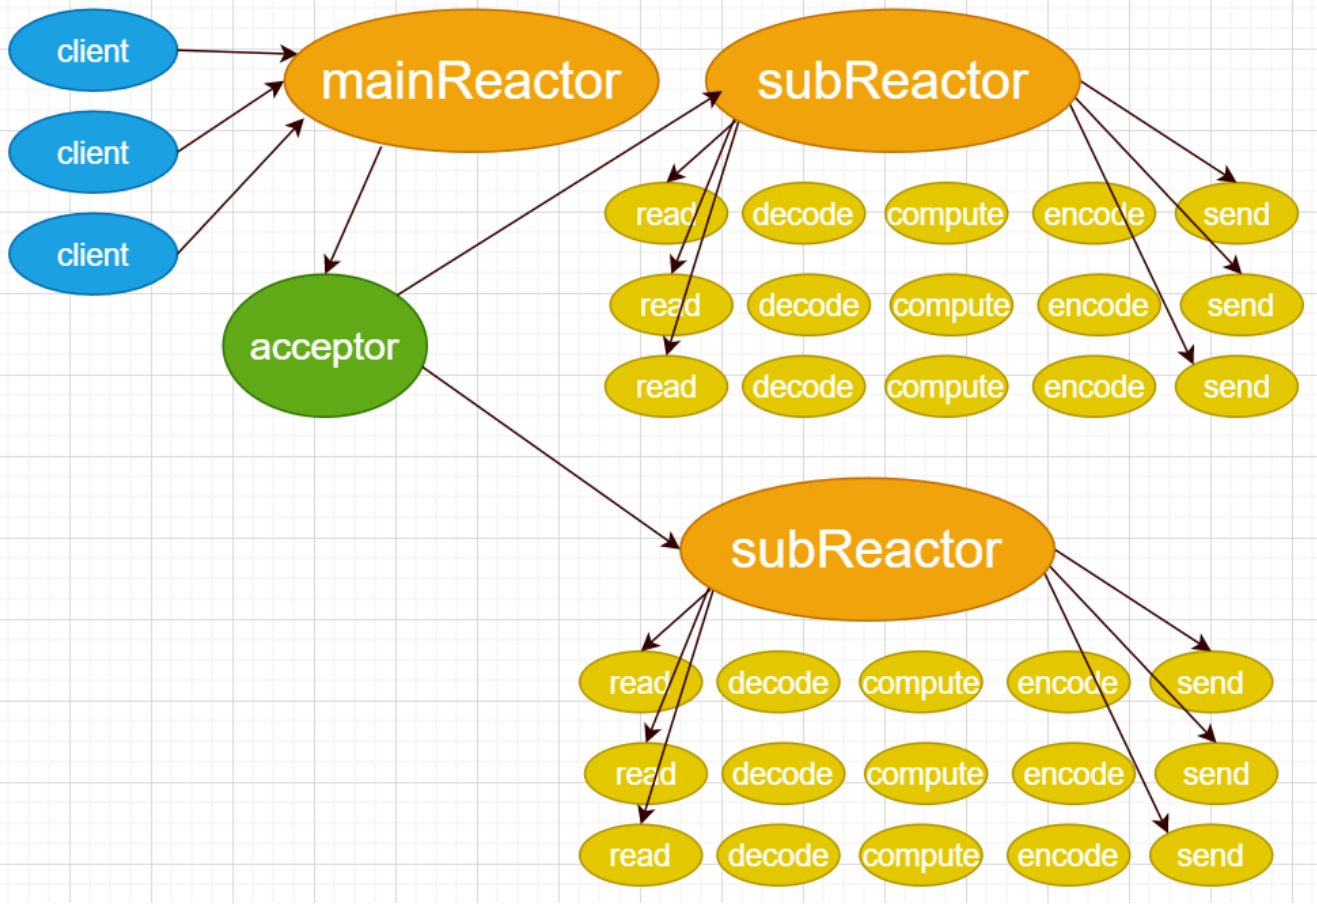 client
mainReactor
subReactor
client
client
read
decode
compute
encode
send
read
decode
compute
encode
send
acceptor
read
decode
compute
encode
send
subReactor
read
decode
compute
encode
send
read
decode
compute
encode
send
read
decode
compute
encode
send